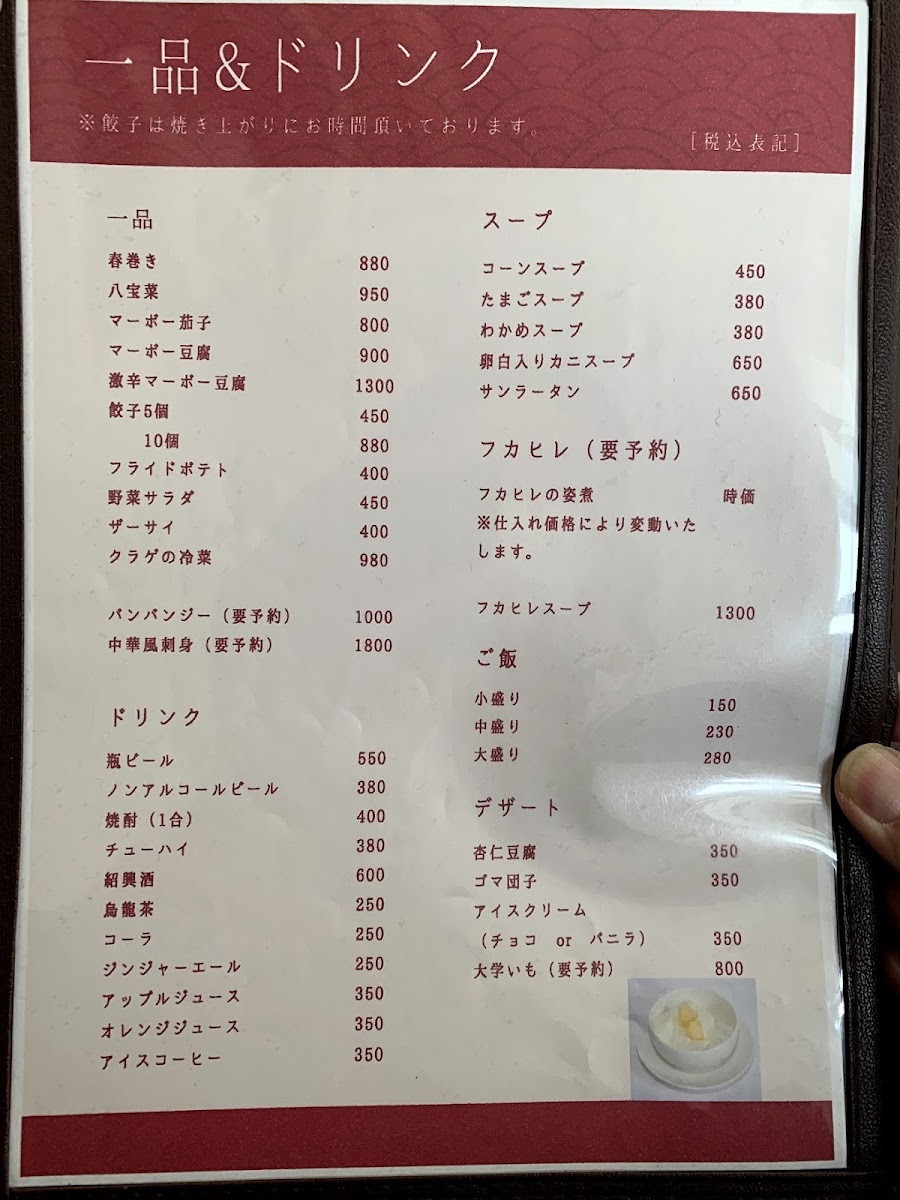 一品&ドリンク
※餃子は焼き上がりにお時間頂いております。
[税込表記]
一品
春巻き 880
八宝菜 950
マーボー茄子 800
マーボー豆腐 900
激辛マーボー豆腐 1300
餃子5個 450
10個 880
フライドポテト 400
野菜サラダ 450
ザーサイ 400
クラゲの冷菜 980
バンバンジー（要予約） 1000
中華風刺身（要予約） 1800
ドリンク
瓶ビール 550
ノンアルコールビール 380
焼酎（1合） 400
チューハイ 380
紹興酒 600
烏龍茶 250
コーラ 250
ジンジャーエール 250
アップルジュース 350
オレンジジュース 350
アイスコーヒー 350
スープ
コーンスープ 450
たまごスープ 380
わかめスープ 380
卵白入りカニスープ 650
サンラータン 650
フカヒレ（要予約）
フカヒレの姿煮 時価
※仕入れ価格により変動いた
します。
フカヒレスープ 1300
ご飯
小盛り 150
中盛り 230
大盛り 280
デザート
杏仁豆腐 350
ゴマ団子 350
アイスクリーム
（チョコ or バニラ） 350
大学いも（要予約） 800